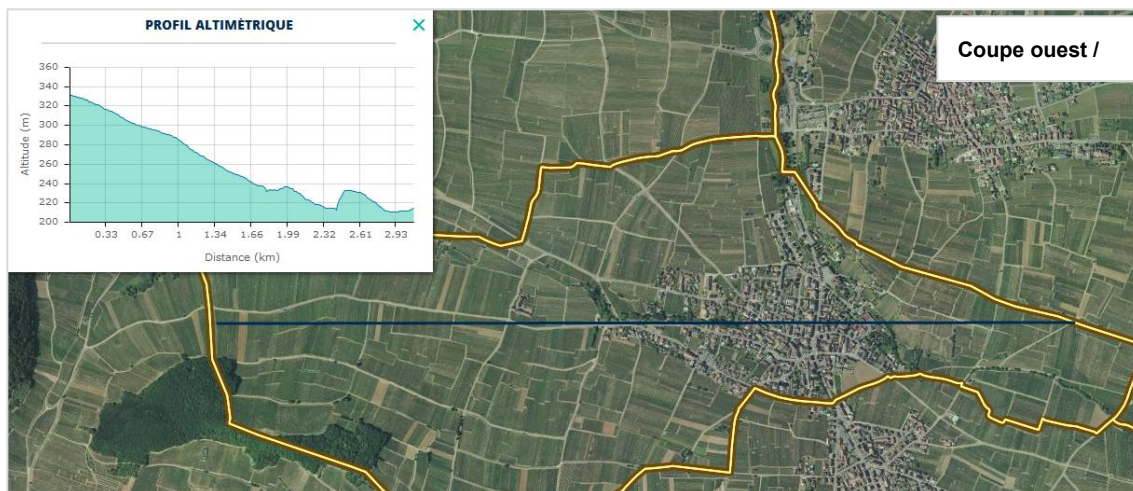 PROFIL ALTIMÉTRIQUE
×
Coupe ouest /
360
340
320
300
280
260
240
220
200
Altitude (m)
0.33 0.67 1 1.34 1.66 1.99 2.32 2.61 2.93
Distance (km)